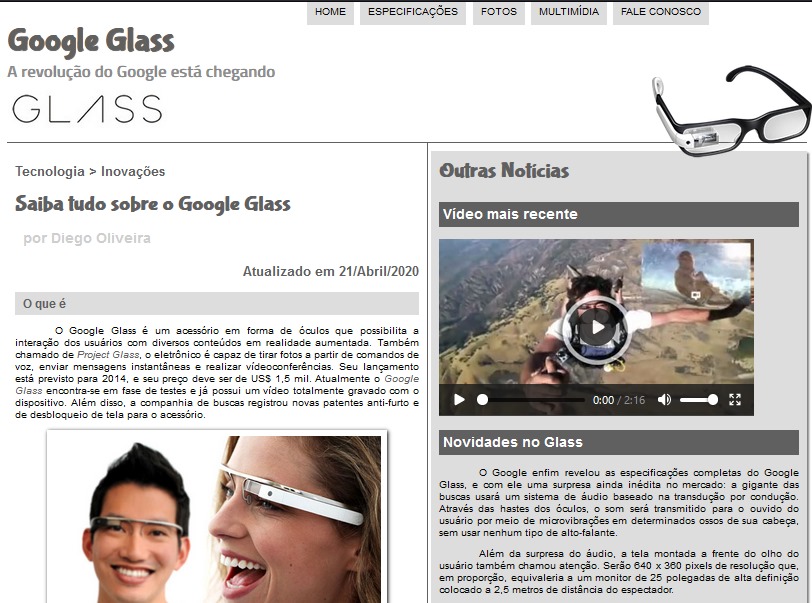 HOME ESPECIFICAÇÕES FOTOS MULTIMÍDIA FALE CONOSCO
Google Glass
A revolução do Google está chegando
GLASS
Tecnologia > Inovações
Saiba tudo sobre o Google Glass
por Diego Oliveira
Atualizado em 21/Abril/2020
O que é
O Google Glass é um acessório em forma de óculos que possibilita a
interação dos usuários com diversos conteúdos em realidade aumentada. Também
chamado de Project Glass, o eletrônico é capaz de tirar fotos a partir de comandos de
voz, enviar mensagens instantâneas e realizar vídeoconferências. Seu lançamento
está previsto para 2014, e seu preço deve ser de US$ 1,5 mil. Atualmente o Google
Glass encontra-se em fase de testes e já possui um vídeo totalmente gravado com o
dispositivo. Além disso, a companhia de buscas registrou novas patentes anti-furto e
de desbloqueio de tela para o acessório.
Outras Notícias
Vídeo mais recente
0:00 / 2:16
Novidades no Glass
O Google enfim revelou as especificações completas do Google
Glass, e com ele uma surpresa ainda inédita no mercado: a gigante das
buscas usará um sistema de áudio baseado na transdução por condução.
Através das hastes dos óculos, o som será transmitido para o ouvido do
usuário por meio de microvibrações em determinados ossos de sua cabeça,
sem usar nenhum tipo de alto-falante.
Além da surpresa do áudio, a tela montada a frente do olho do
usuário também chamou atenção. Serão 640 x 360 pixels de resolução que,
em proporção, equivaleria a um monitor de 25 polegadas de alta definição
colocado a 2,5 metros de distância do espectador.